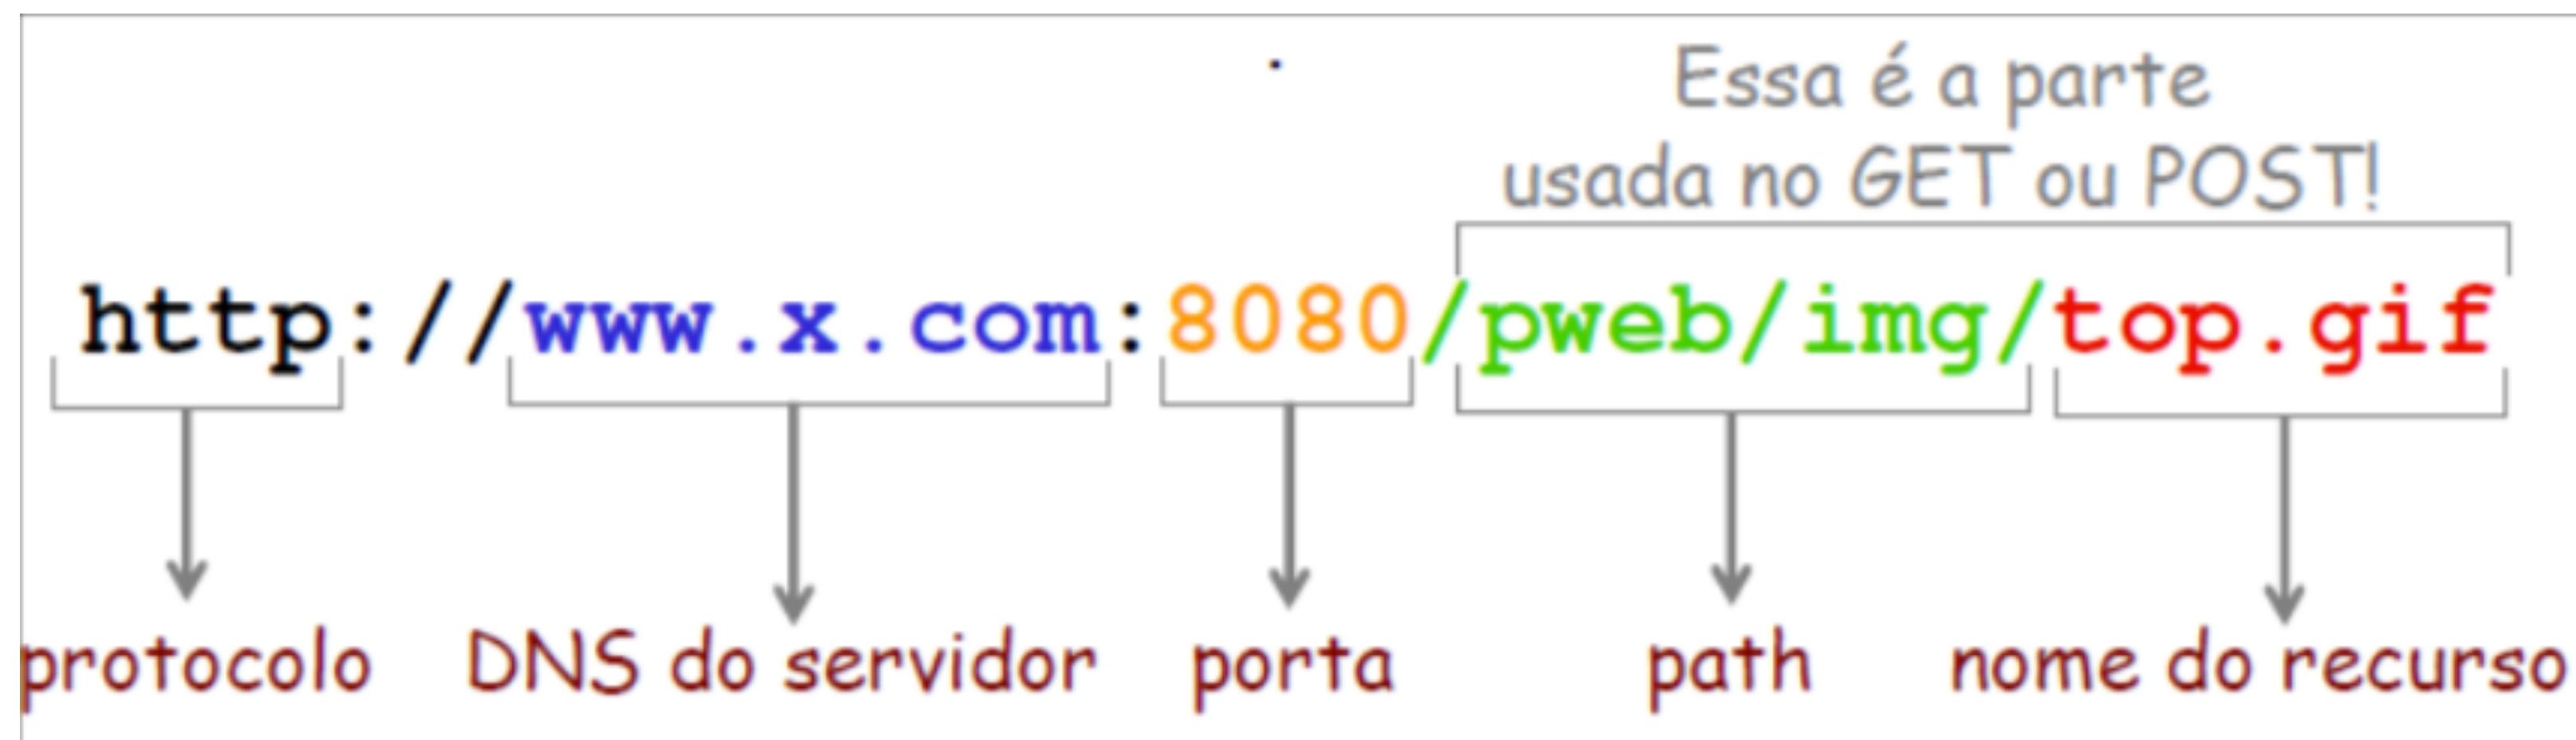 Essa é a parte
usada no GET ou POST!
http://www.x.com:8080/pweb/img/top.gif
protocolo DNS do servidor porta path nome do recurso